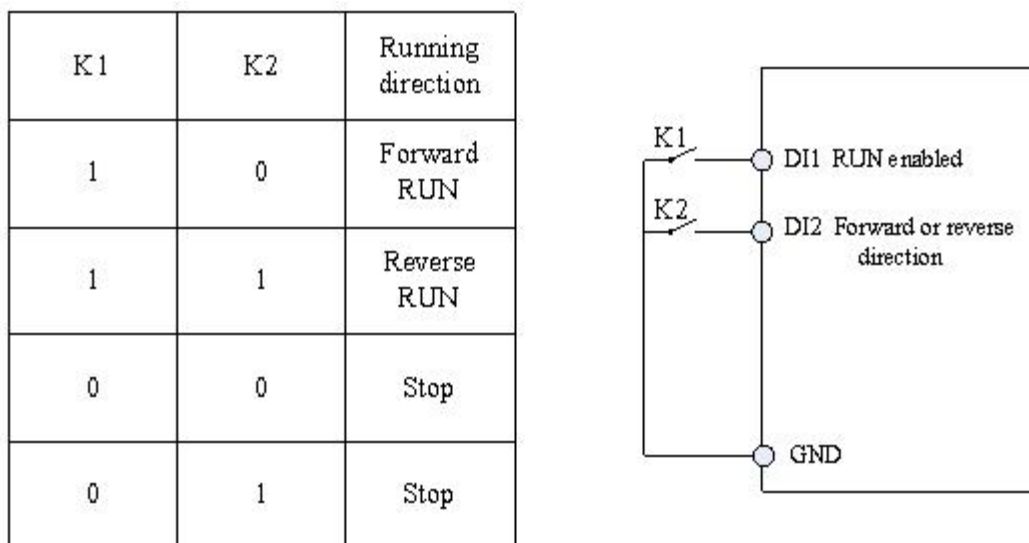 K1 K2 Running
direction
1 0 Forward
RUN
1 1 Reverse
RUN
0 0 Stop
0 1 Stop
K1
DI1 RUN enabled
K2
DI2 Forward or reverse
direction
GND